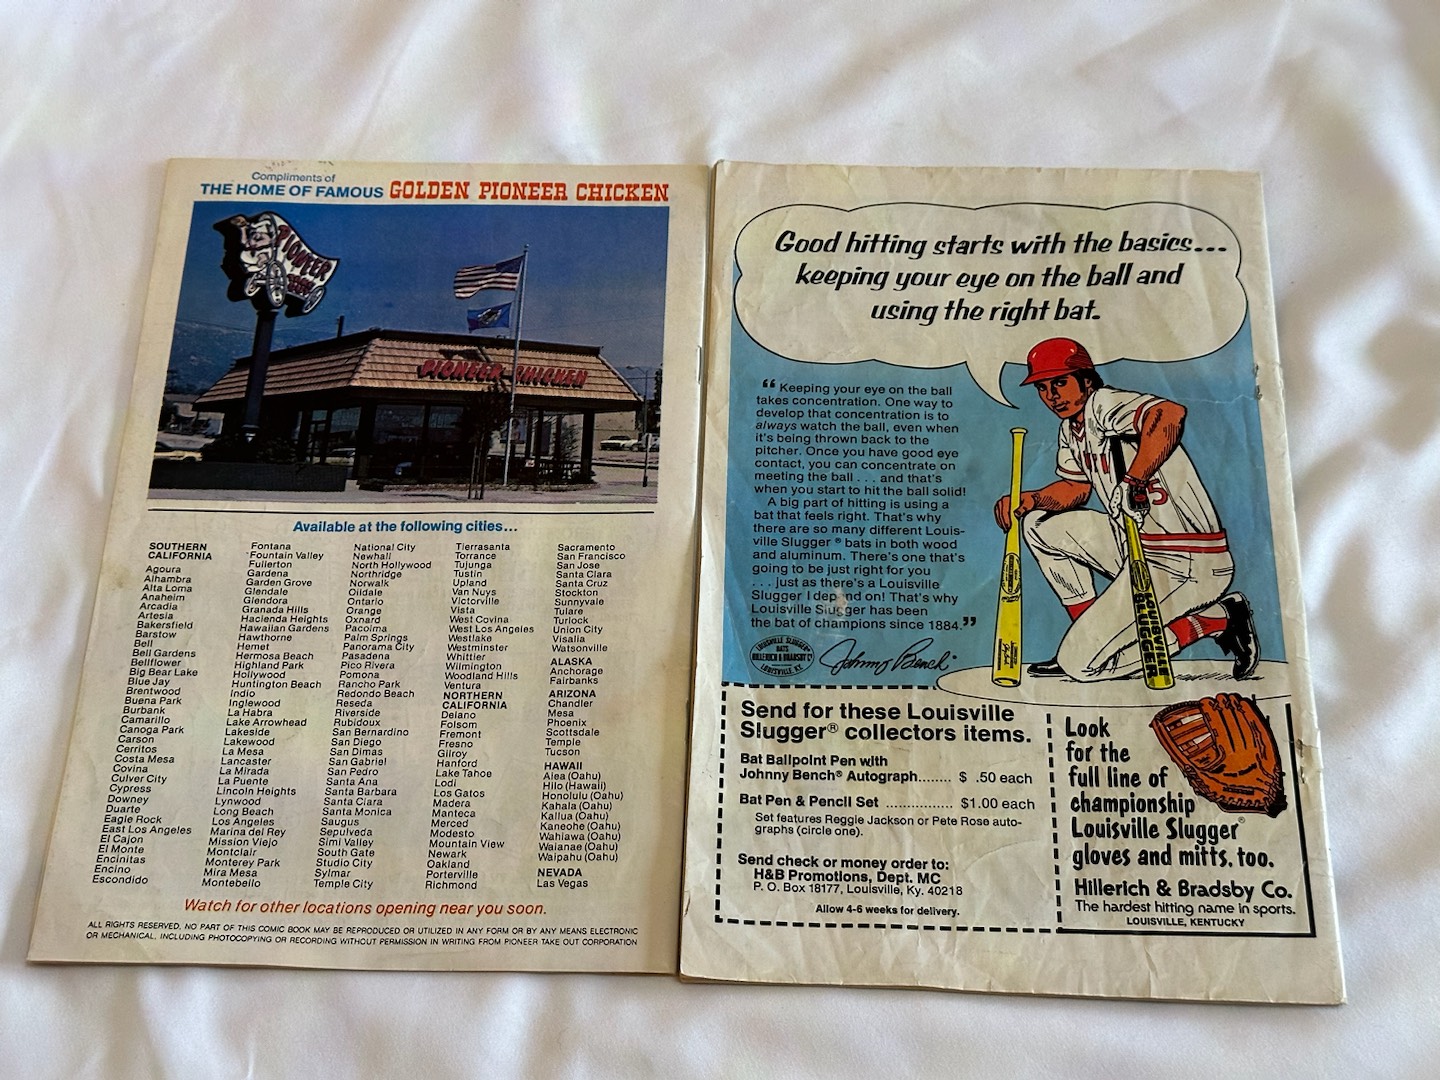 Compliments of
THE HOME OF FAMOUS GOLDEN PIONEER CHICKEN
PIONEER
PIONEER CHICKEN
Available at the following cities...
SOUTHERN
CALIFORNIA
Agoura
Alhambra
Alta Loma
Anaheim
Arcadia
Artesia
Bakersfield
Barstow
Bell
Bell Gardens
Bellflower
Big Bear Lake
Blue Jay
Brentwood
Buena Park
Burbank
Camarillo
Canoga Park
Carson
Cerritos
Costa Mesa
Covina
Culver City
Cypress
Downey
Duarte
Eagle Rock
East Los Angeles
El Cajon
El Monte
Encinitas
Encino
Escondido
Fontana
Fountain Valley
Fullerton
Gardena
Garden Grove
Glendale
Glendora
Granada Hills
Hacienda Heights
Hawaiian Gardens
Hawthorne
Hemet
Hermosa Beach
Highland Park
Hollywood
Huntington Beach
Indio
Inglewood
La Habra
Lake Arrowhead
Lakeside
Lakewood
La Mesa
Lancaster
La Mirada
La Puente
Lincoln Heights
Lynwood
Long Beach
Los Angeles
Marina del Rey
Mission Viejo
Montclair
Monterey Park
Mira Mesa
Montebello
National City
Newhall
North Hollywood
Northridge
Norwalk
Oildale
Ontario
Orange
Oxnard
Pacoima
Palm Springs
Panorama City
Pasadena
Pico Rivera
Pomona
Rancho Park
Redondo Beach
Reseda
Riverside
Rubidoux
San Bernardino
San Diego
San Dimas
San Gabriel
San Pedro
Santa Ana
Santa Barbara
Santa Clara
Santa Monica
Saugus
Sepulveda
Simi Valley
South Gate
Studio City
Sylmar
Temple City
Tierrasanta
Torrance
Tujunga
Tustin
Upland
Van Nuys
Victorville
Vista
West Covina
West Los Angeles
Westlake
Westminster
Whittier
Wilmington
Woodland Hills
Ventura
NORTHERN
CALIFORNIA
Delano
Folsom
Fremont
Fresno
Gilroy
Hanford
Lake Tahoe
Lodi
Los Gatos
Madera
Manteca
Merced
Modesto
Mountain View
Newark
Oakland
Porterville
Richmond
Sacramento
San Francisco
San Jose
Santa Clara
Santa Cruz
Stockton
Sunnyvale
Tulare
Turlock
Union City
Visalia
Watsonville
ALASKA
Anchorage
Fairbanks
ARIZONA
Chandler
Mesa
Phoenix
Scottsdale
Temple
Tucson
HAWAII
Aiea (Oahu)
Hilo (Hawaii)
Honolulu (Oahu)
Kahala (Oahu)
Kailua (Oahu)
Kaneohe (Oahu)
Wahiawa (Oahu)
Waianae (Oahu)
Waipahu (Oahu)
NEVADA
Las Vegas
Watch for other locations opening near you soon.
ALL RIGHTS RESERVED. NO PART OF THIS COMIC BOOK MAY BE REPRODUCED OR UTILIZED IN ANY FORM OR BY ANY MEANS ELECTRONIC
OR MECHANICAL, INCLUDING PHOTOCOPYING OR RECORDING WITHOUT PERMISSION IN WRITING FROM PIONEER TAKE OUT CORPORATION
Good hitting starts with the basics...
keeping your eye on the ball and
using the right bat.
“Keeping your eye on the ball
takes concentration. One way to
develop that concentration is to
always watch the ball, even when
it's being thrown back to the
pitcher. Once you have good eye
contact, you can concentrate on
meeting the ball . . . and that's
when you start to hit the ball solid!
A big part of hitting is using a
bat that feels right. That's why
there are so many different Louis-
ville Slugger® bats in both wood
and aluminum. There's one that's
going to be just right for you
. . . just as there's a Louisville
Slugger I depend on! That's why
Louisville Slugger has been
the bat of champions since 1884.”
LOUISVILLE SLUGGER
BATS
HILLERICH & BRADSBY Co
LOUISVILLE, KY.
Johnny Bench
5
LOUISVILLE
SLUGGER
Send for these Louisville
Slugger® collectors items.
Bat Ballpoint Pen with
Johnny Bench® Autograph........ $ .50 each
Bat Pen & Pencil Set ................ $1.00 each
Set features Reggie Jackson or Pete Rose auto-
graphs (circle one).
Send check or money order to:
H&B Promotions, Dept. MC
P. O. Box 18177, Louisville, Ky. 40218
Allow 4-6 weeks for delivery.
Look
for the
full line of
championship
Louisville Slugger®
gloves and mitts, too.
Hillerich & Bradsby Co.
The hardest hitting name in sports.
LOUISVILLE, KENTUCKY